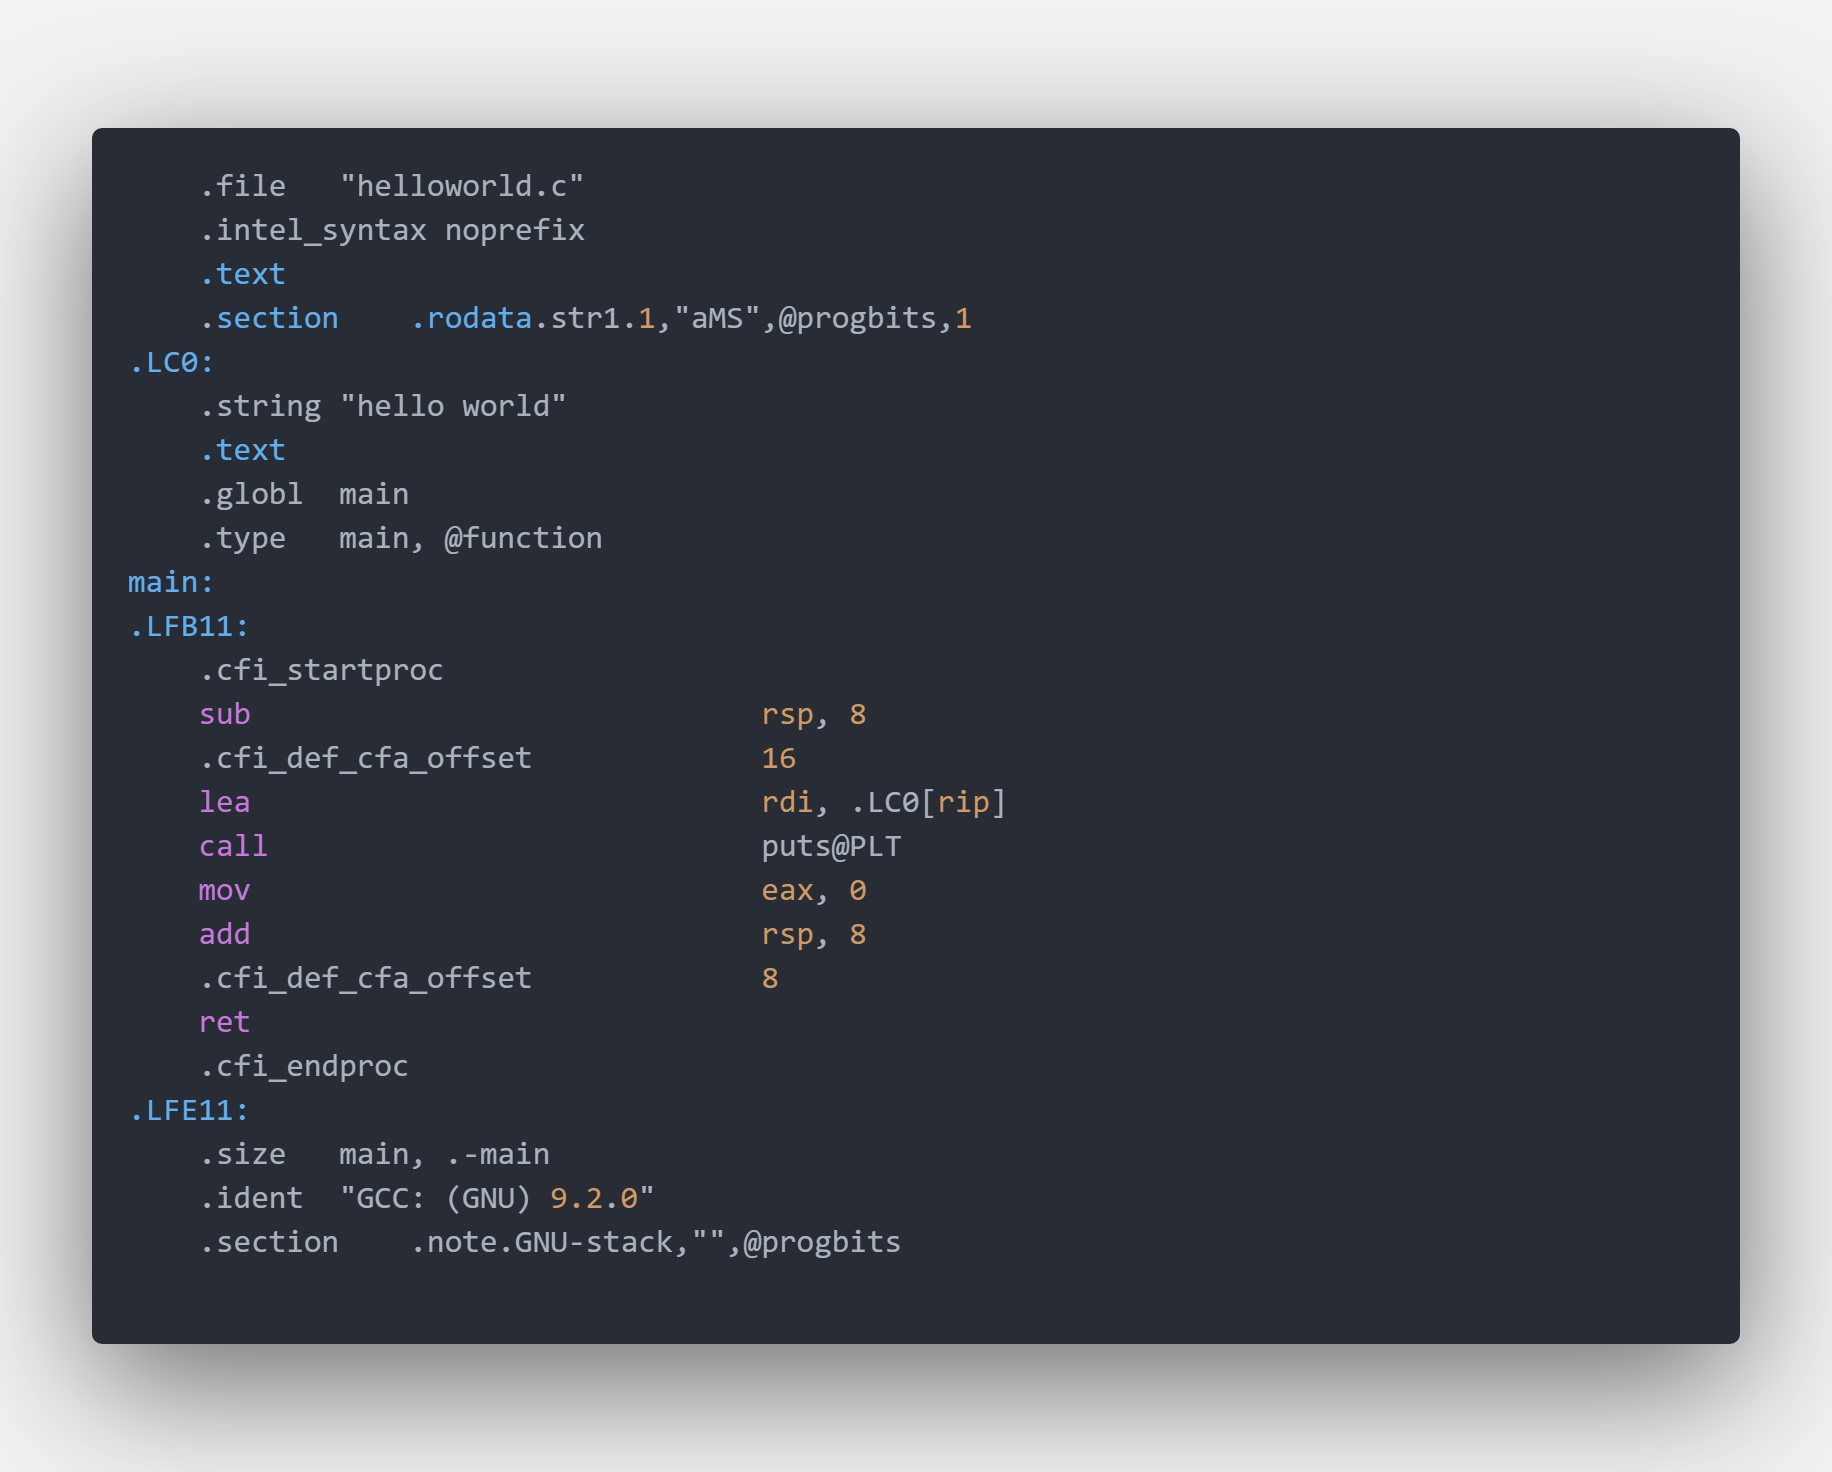 .file "helloworld.c"
.intel_syntax noprefix
.text
.section .rodata.str1.1,"aMS",@progbits,1
.LC0:
.string "hello world"
.text
.globl main
.type main, @function
main:
.LFB11:
.cfi_startproc
sub rsp, 8
.cfi_def_cfa_offset 16
lea rdi, .LC0[rip]
call puts@PLT
mov eax, 0
add rsp, 8
.cfi_def_cfa_offset 8
ret
.cfi_endproc
.LFE11:
.size main, .-main
.ident "GCC: (GNU) 9.2.0"
.section .note.GNU-stack,"",@progbits